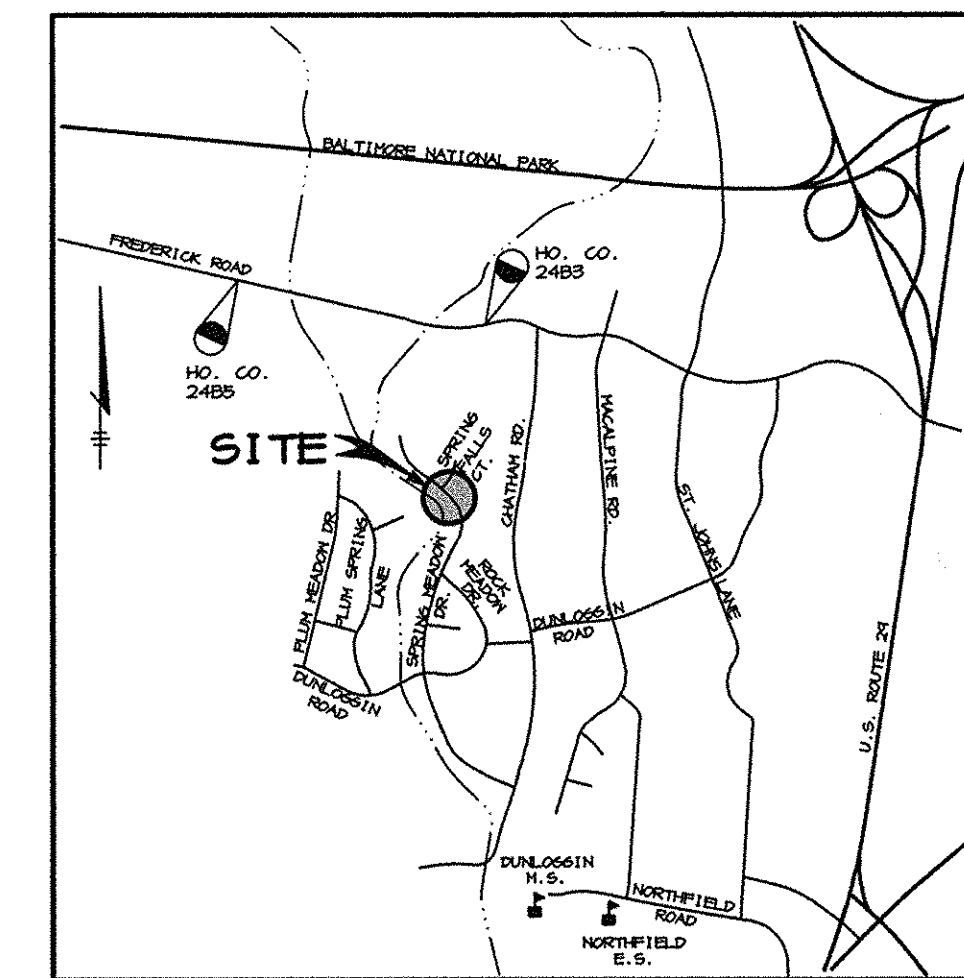 BALTIMORE NATIONAL PARK
FREDERICK ROAD
HO. CO.
24B3
HO. CO.
24B5
SITE
SPRING
FALLS
CT.
CHATHAM RD.
MACALPINE RD.
ST. JOHNS LANE
PLUM MEADOW DR.
PLUM SPRING
LANE
SPRING MEADOW
DR.
ROCK
MEADOW
DR.
DUNLOGGIN
ROAD
DUNLOGGIN
ROAD
U.S. ROUTE 29
DUNLOGGIN
M.S.
NORTHFIELD
ROAD
NORTHFIELD
E.S.